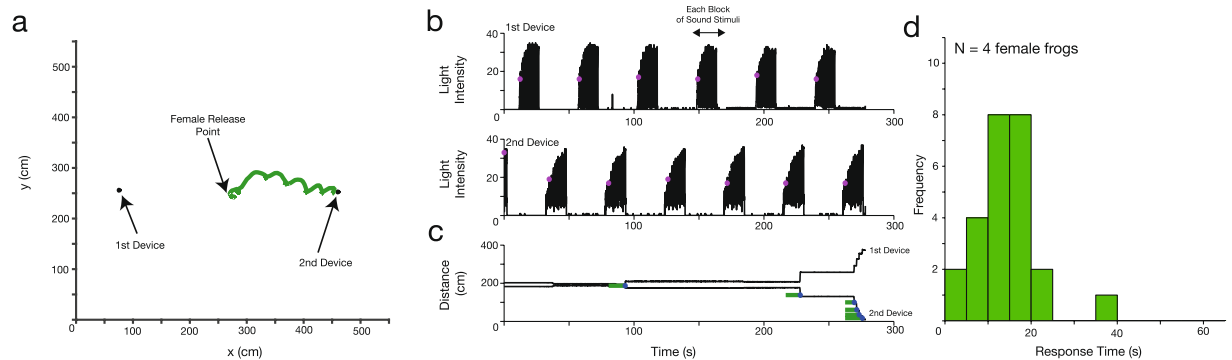 a
500
400
300
200
100
0
100
200
300
400
500
y (cm)
x (cm)
Female Release
Point
1st Device
2nd Device
b
Each Block
of Sound Stimuli
1st Device
Light
Intensity
40
20
0
100
200
300
2nd Device
Light
Intensity
40
20
0
100
200
300
c
Distance
(cm)
400
200
0
100
200
300
1st Device
2nd Device
Time (s)
d
N = 4 female frogs
Frequency
10
8
6
4
2
0
20
40
60
Response Time (s)